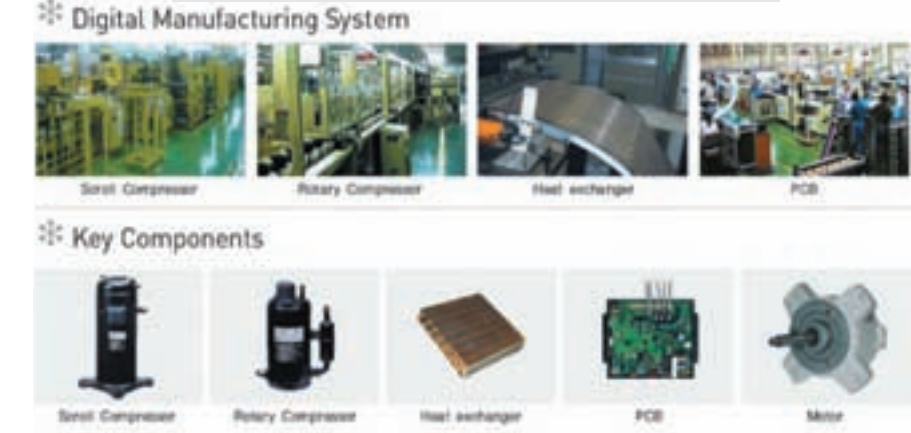 Digital Manufacturing System
Scroll Compressor
Rotary Compressor
Heat exchanger
PCB
Key Components
Scroll Compressor
Rotary Compressor
Heat exchanger
PCB
Motor